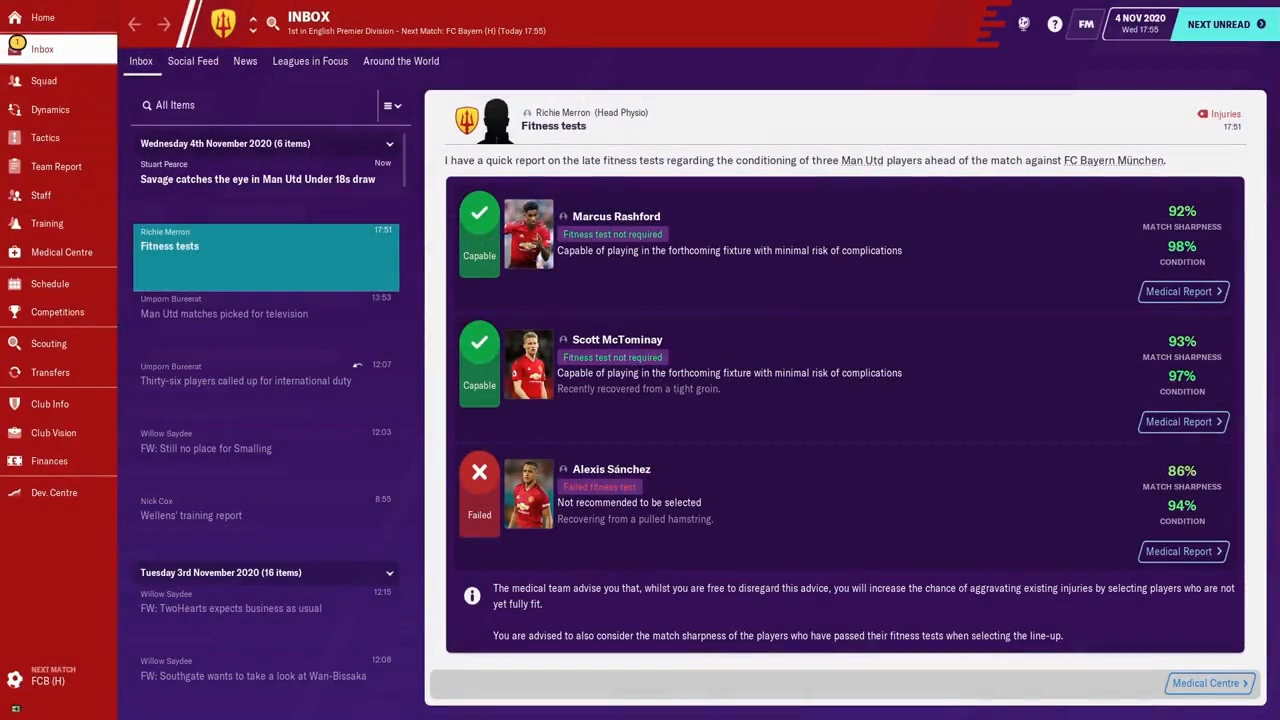 Home
1
Inbox
Squad
Dynamics
Tactics
Team Report
Staff
Training
Medical Centre
Schedule
Competitions
Scouting
Transfers
Club Info
Club Vision
Finances
Dev. Centre
NEXT MATCH
FCB (H)
INBOX
1st in English Premier Division - Next Match: FC Bayern (H) (Today 17:55)
?
FM
4 NOV 2020
Wed 17:55
NEXT UNREAD
Inbox Social Feed News Leagues in Focus Around the World
All Items
Wednesday 4th November 2020 (6 items)
Stuart Pearce Now
Savage catches the eye in Man Utd Under 18s draw
Richie Merron 17:51
Fitness tests
Umporn Bureerat 13:53
Man Utd matches picked for television
Umporn Bureerat 12:07
Thirty-six players called up for international duty
Willow Saydee 12:03
FW: Still no place for Smalling
Nick Cox 8:55
Wellens' training report
Tuesday 3rd November 2020 (16 items)
Willow Saydee 12:15
FW: TwoHearts expects business as usual
Willow Saydee 12:08
FW: Southgate wants to take a look at Wan-Bissaka
Richie Merron (Head Physio)
Fitness tests
Injuries
17:51
I have a quick report on the late fitness tests regarding the conditioning of three Man Utd players ahead of the match against FC Bayern München.
Capable
Marcus Rashford
Fitness test not required
Capable of playing in the forthcoming fixture with minimal risk of complications
92%
MATCH SHARPNESS
98%
CONDITION
Medical Report
Capable
Scott McTominay
Fitness test not required
Capable of playing in the forthcoming fixture with minimal risk of complications
Recently recovered from a tight groin.
93%
MATCH SHARPNESS
97%
CONDITION
Medical Report
Failed
Alexis Sánchez
Failed fitness test
Not recommended to be selected
Recovering from a pulled hamstring.
86%
MATCH SHARPNESS
94%
CONDITION
Medical Report
The medical team advise you that, whilst you are free to disregard this advice, you will increase the chance of aggravating existing injuries by selecting players who are
not yet fully fit.
You are advised to also consider the match sharpness of the players who have passed their fitness tests when selecting the line-up.
Medical Centre